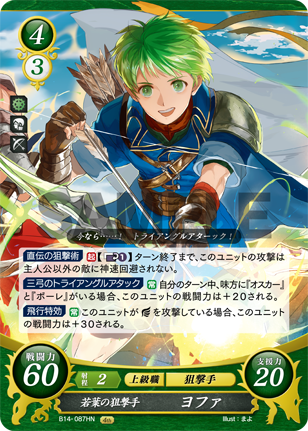 4
3
SAMPLE
今なら……！ トライアングルアターック！
直伝の狙撃術 起【1】ターン終了まで、このユニットの攻撃は
主人公以外の敵に神速回避されない。
三弓のトライアングルアタック 常 自分のターン中、味方に『オスカー』
と『ボーレ』がいる場合、このユニットの戦闘力は＋20される。
飛行特効 常 このユニットが を攻撃している場合、このユニット
の戦闘力は＋30される。
戦闘力
60
射程 2 上級職 狙撃手
支援力
20
若葉の狙撃手 ヨファ
B14-087HN Illust：まよ